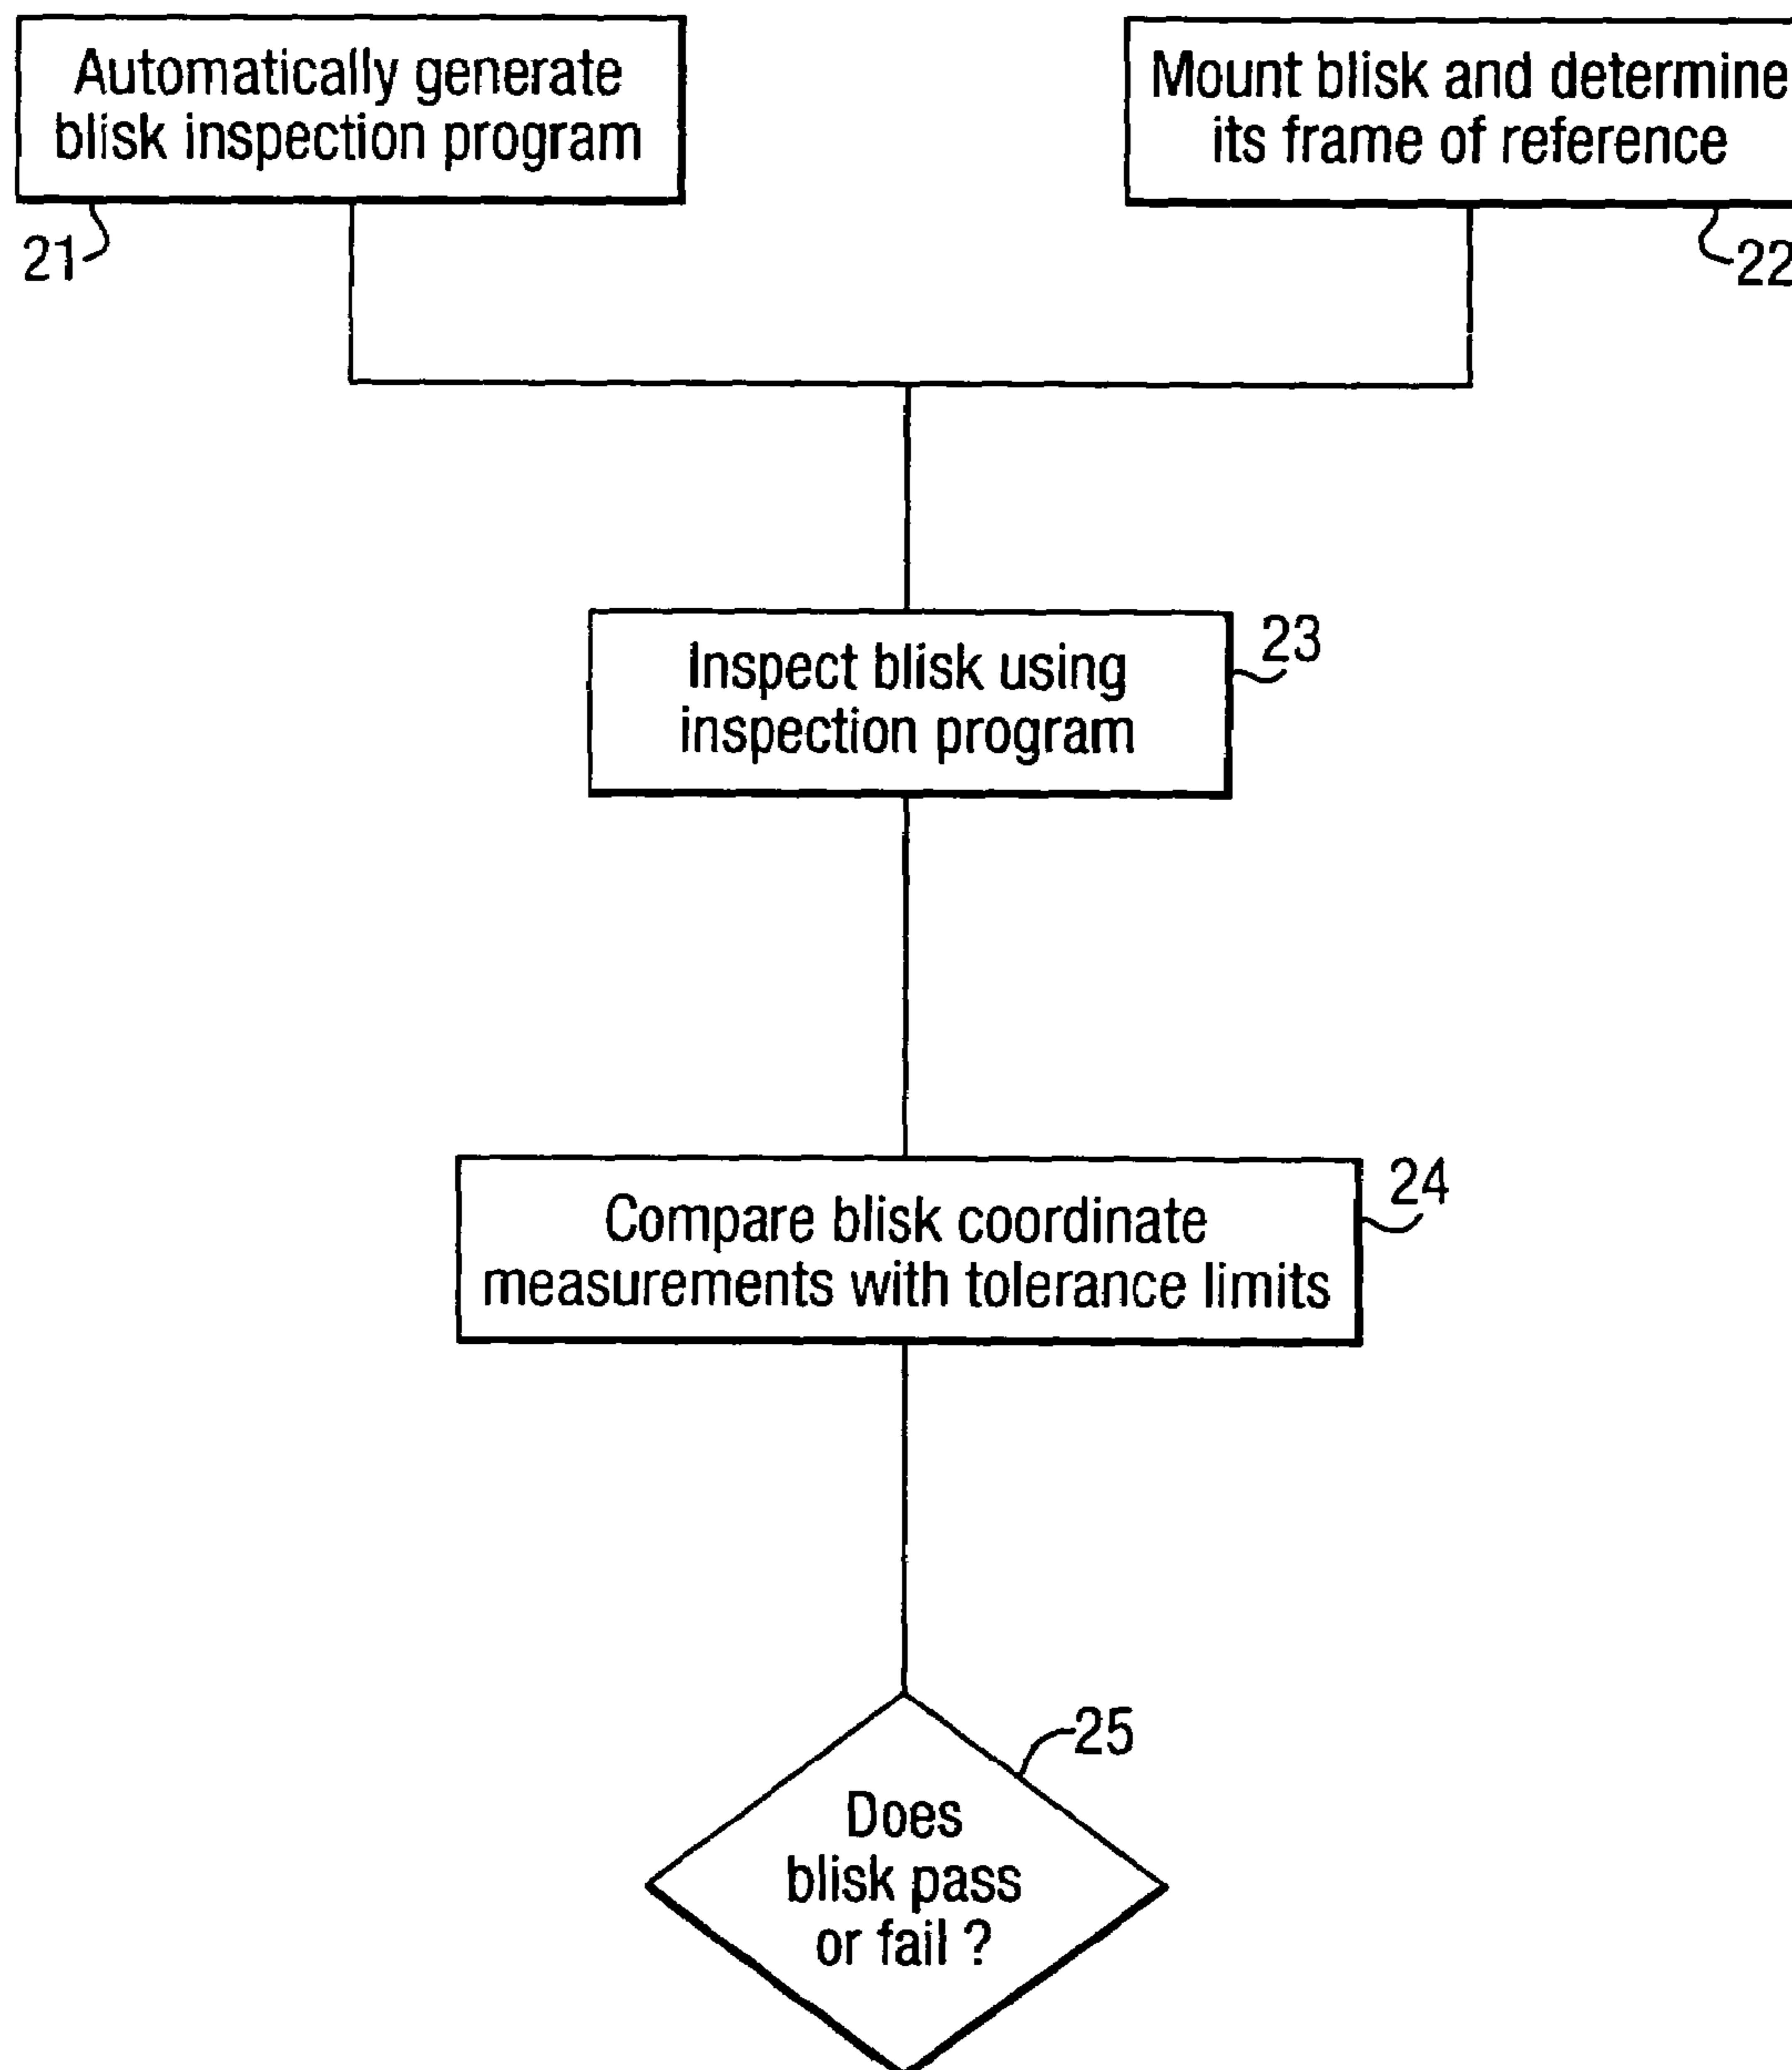 Automatically generate
blisk inspection program
21
Mount blisk and determine
its frame of reference
22
Inspect blisk using
inspection program
23
Compare blisk coordinate
measurements with tolerance limits
24
Does
blisk pass
or fail ?
25